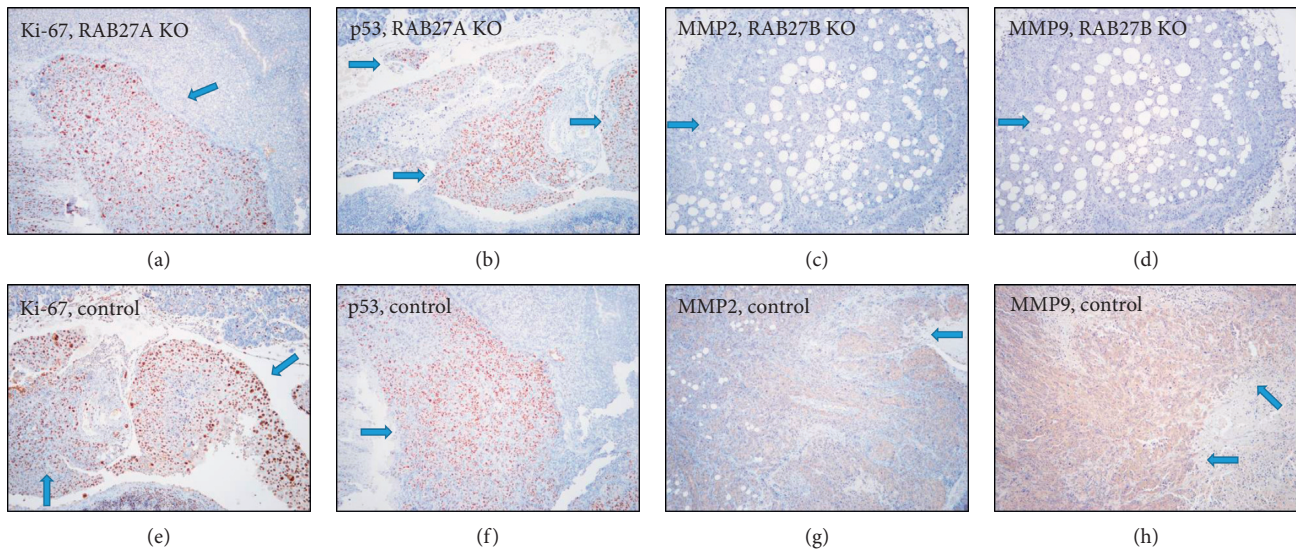 Ki-67, RAB27A KO
p53, RAB27A KO
MMP2, RAB27B KO
MMP9, RAB27B KO
(a)
(b)
(c)
(d)
Ki-67, control
p53, control
MMP2, control
MMP9, control
(e)
(f)
(g)
(h)